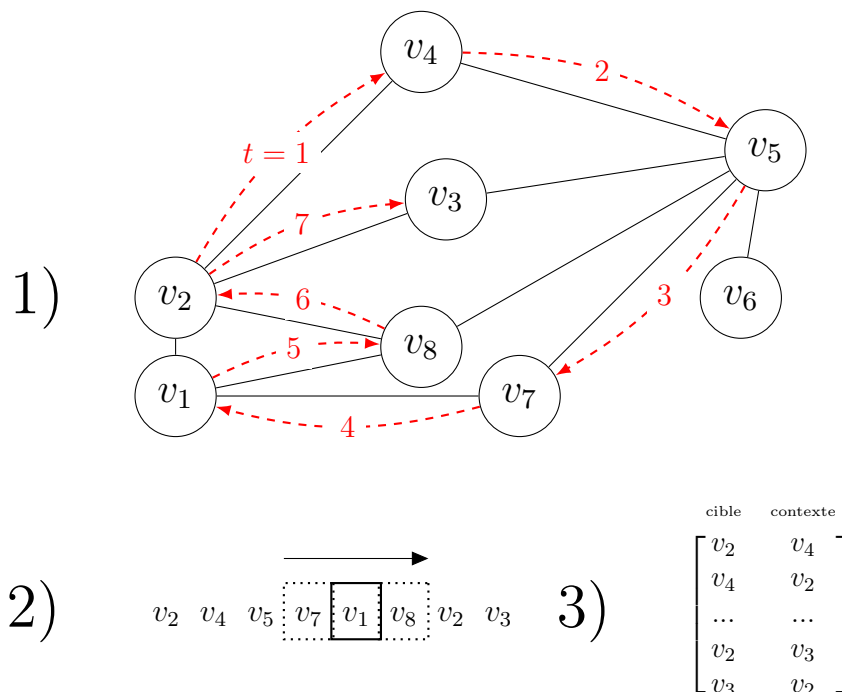 1)
v4
2
v5
t = 1
v3
7
v2
6
3
v6
5
v8
v1
v7
4
2)
v2 v4 v5 v7 v1 v8 v2 v3
3)
cible contexte
v2 v4
v4 v2
... ...
v2 v3
v3 v2